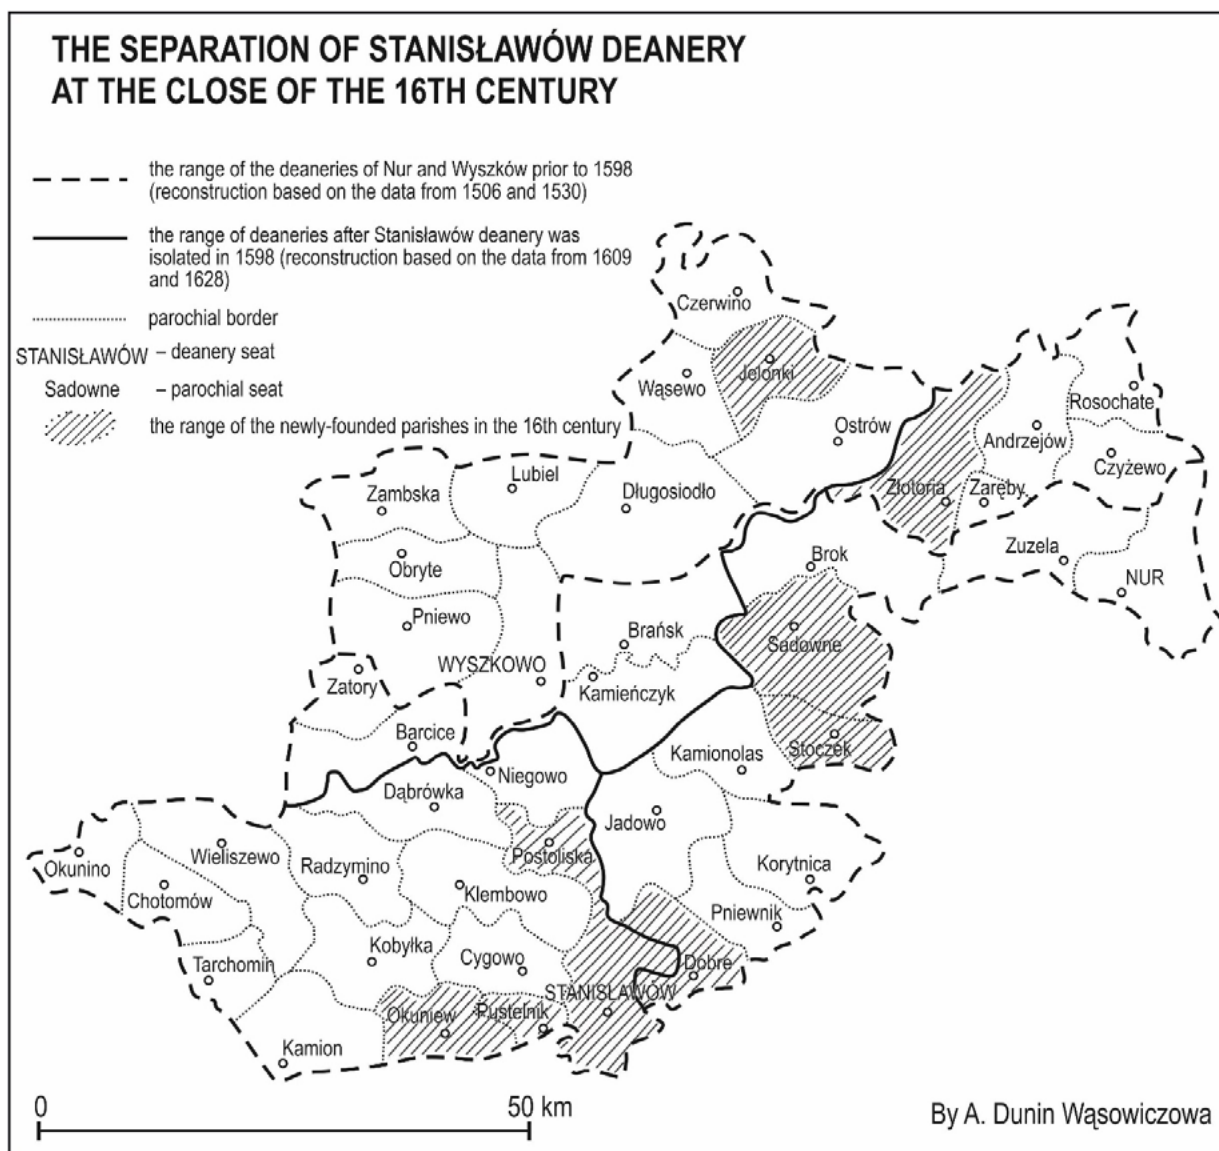 THE SEPARATION OF STANISŁAWÓW DEANERY
AT THE CLOSE OF THE 16TH CENTURY
the range of the deaneries of Nur and Wyszków prior to 1598
(reconstruction based on the data from 1506 and 1530)
the range of deaneries after Stanisławów deanery was
isolated in 1598 (reconstruction based on the data from 1609
and 1628)
parochial border
STANISŁAWÓW – deanery seat
Sadowne – parochial seat
the range of the newly-founded parishes in the 16th century
Czerwino
Wąsewo
Jelonki
Ostrów
Rosochate
Andrzejów
Czyżewo
Lubiel
Zambska
Długosiodło
Złotoria
Zaręby
Obryte
Brok
Zuzela
NUR
Pniewo
Brańsk
Sadowne
WYSZKOWO
Zatory
Kamieńczyk
Barcice
Kamionolas
Stoczek
Niegowo
Dąbrówka
Jadowo
Wieliszewo
Postoliska
Okunino
Radzymino
Korytnica
Chotomów
Klembowo
Pniewnik
Kobyłka
Cygowo
Tarchomin
Dobre
STANISŁAWÓW
Okuniew
Pustelnik
Kamion
0
50 km
By A. Dunin Wąsowiczowa